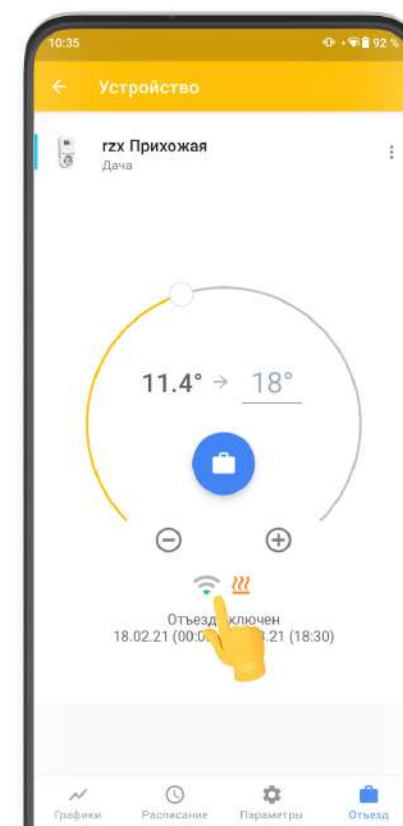 10:35
92 %
Устройство
rzx Прихожая
Дача
11.4° → 18°
Отъезд ключен
18.02.21 (00:0 .21 (18:30)
Графики
Расписание
Параметры
Отъезд